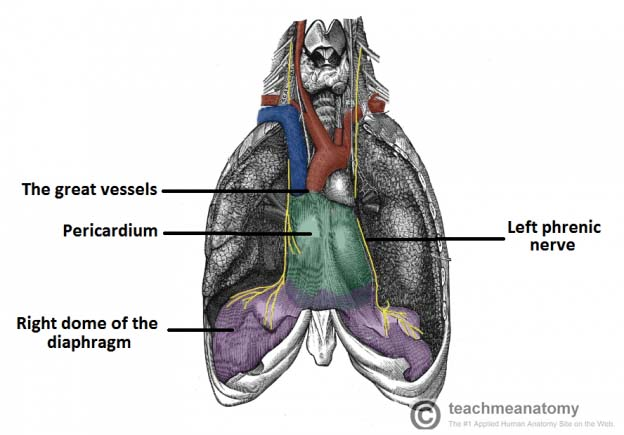 The great vessels
Pericardium
Left phrenic
nerve
Right dome of the
diaphragm
© teachmeanatomy
The #1 Applied Human Anatomy Site on the Web.